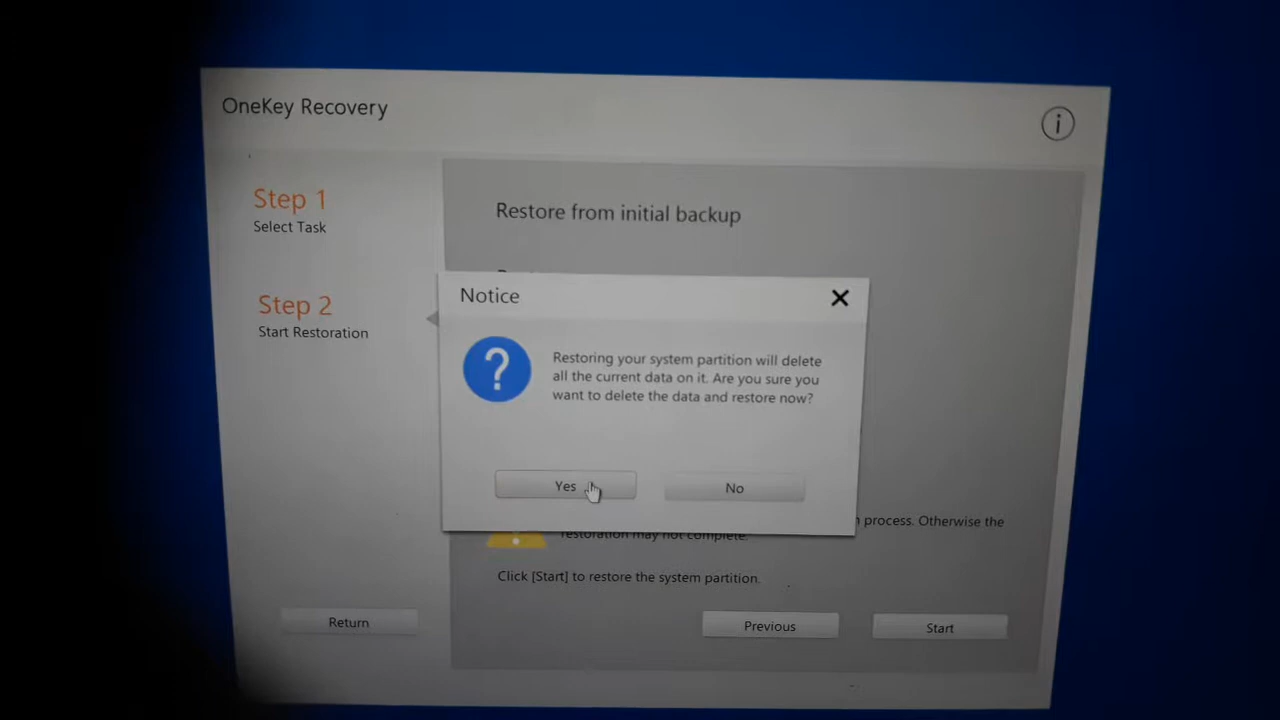 OneKey Recovery
Step 1
Select Task
Restore from initial backup
Step 2
Start Restoration
Notice
Restoring your system partition will delete
all the current data on it. Are you sure you
want to delete the data and restore now?
Yes
No
process. Otherwise the
restoration may not complete.
Click [Start] to restore the system partition.
Return
Previous
Start